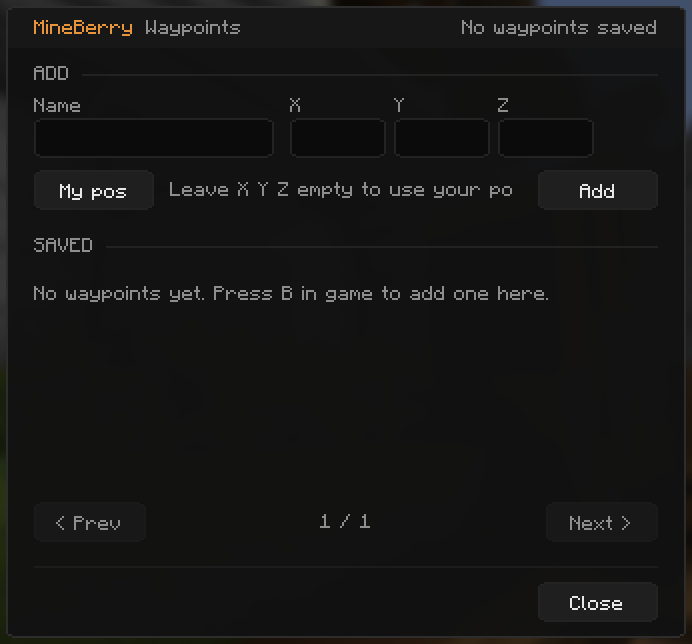 MineBerry Waypoints No waypoints saved
ADD
Name X Y Z
My pos Leave X Y Z empty to use your po Add
SAVED
No waypoints yet. Press B in game to add one here.
< Prev 1 / 1 Next >
Close